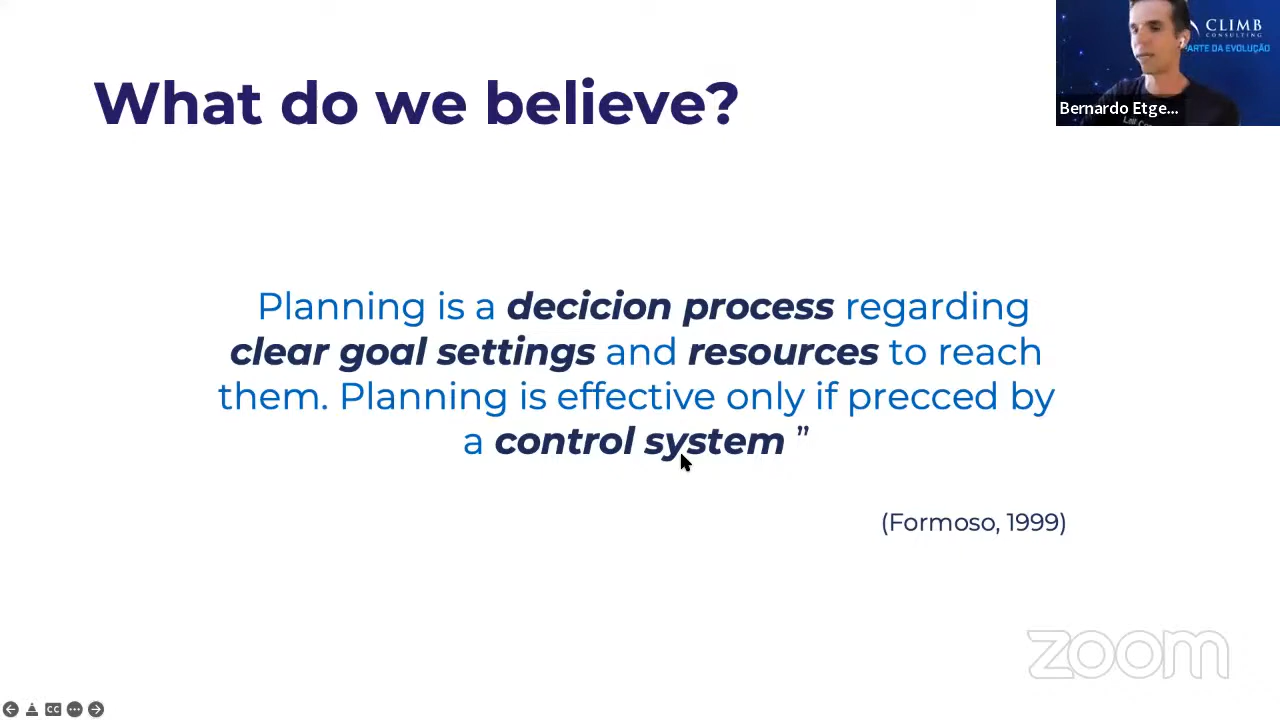 What do we believe?
CLIMB
CONSULTING
ARTE DA EVOLUÇÃO
Bernardo Etge...
Planning is a decicion process regarding
clear goal settings and resources to reach
them. Planning is effective only if precced by
a control system ”
(Formoso, 1999)
zoom
CC